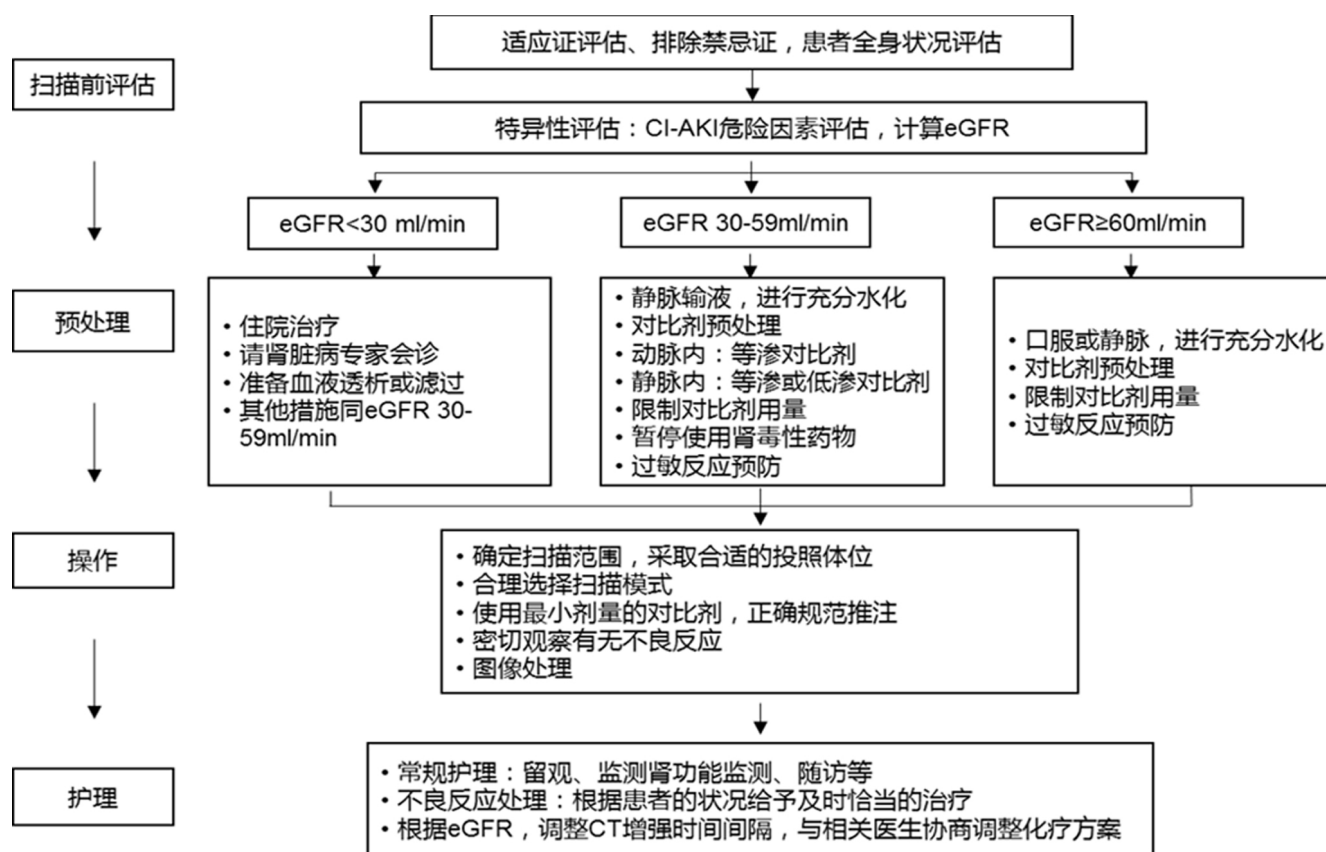 适应证评估、排除禁忌证，患者全身状况评估
扫描前评估
特异性评估：CI-AKI危险因素评估，计算eGFR
eGFR<30 ml/min
eGFR 30-59ml/min
eGFR≥60ml/min
预处理
• 住院治疗
• 请肾脏病专家会诊
• 准备血液透析或滤过
• 其他措施同eGFR 30-
59ml/min
• 静脉输液，进行充分水化
• 对比剂预处理
• 动脉内：等渗对比剂
• 静脉内：等渗或低渗对比剂
• 限制对比剂用量
• 暂停使用肾毒性药物
• 过敏反应预防
• 口服或静脉，进行充分水化
• 对比剂预处理
• 限制对比剂用量
• 过敏反应预防
操作
• 确定扫描范围，采取合适的投照体位
• 合理选择扫描模式
• 使用最小剂量的对比剂，正确规范推注
• 密切观察有无不良反应
• 图像处理
护理
• 常规护理：留观、监测肾功能监测、随访等
• 不良反应处理：根据患者的状况给予及时恰当的治疗
• 根据eGFR，调整CT增强时间间隔，与相关医生协商调整化疗方案